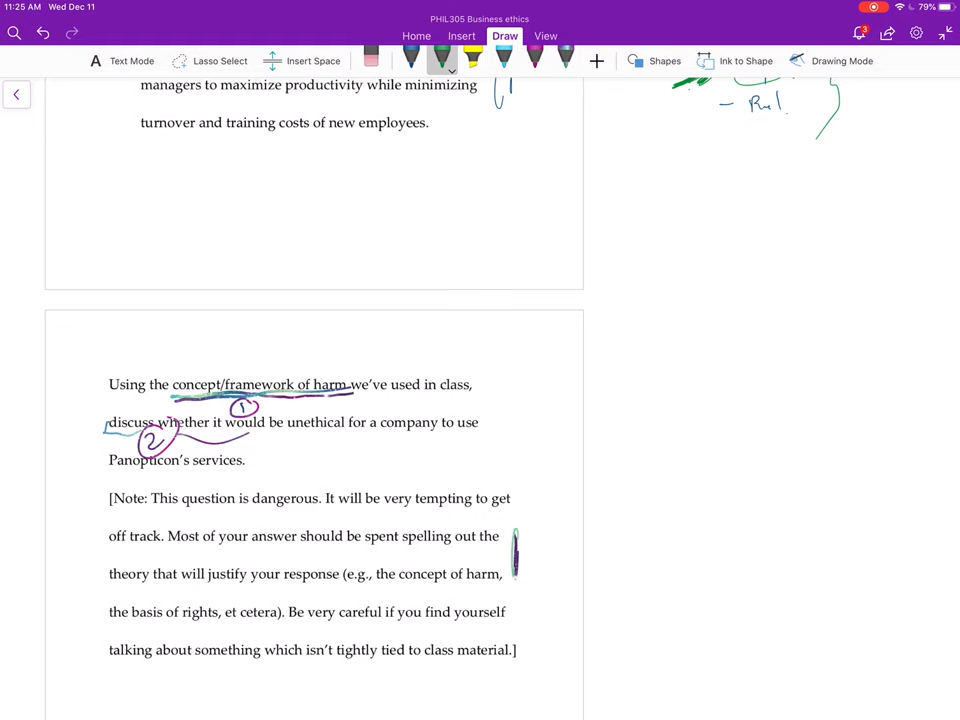 11:25 AM Wed Dec 11
79%
PHIL305 Business ethics
Home Insert Draw View
3
A Text Mode Lasso Select Insert Space Shapes Ink to Shape Drawing Mode
managers to maximize productivity while minimizing
turnover and training costs of new employees.
Using the concept/framework of harm we've used in class,
1
discuss whether it would be unethical for a company to use
2
Panopticon's services.
[Note: This question is dangerous. It will be very tempting to get
off track. Most of your answer should be spent spelling out the
theory that will justify your response (e.g., the concept of harm,
the basis of rights, et cetera). Be very careful if you find yourself
talking about something which isn't tightly tied to class material.]